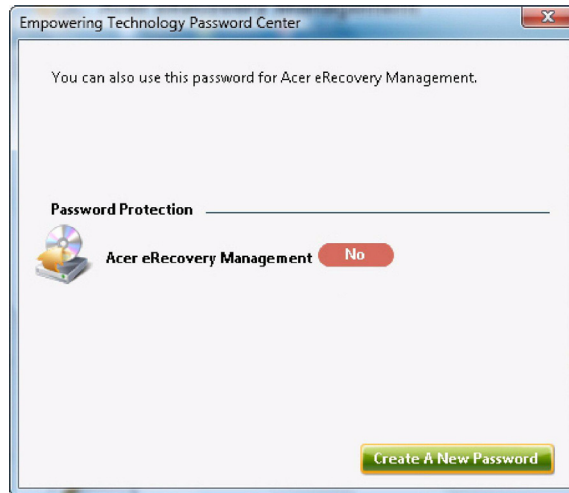 Empowering Technology Password Center
You can also use this password for Acer eRecovery Management.
Password Protection
Acer eRecovery Management No
Create A New Password